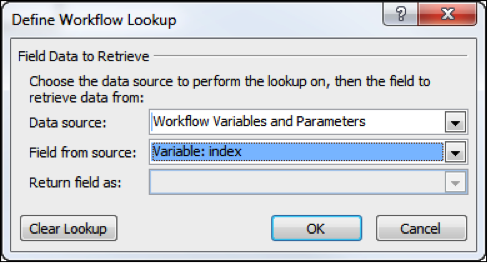 Define Workflow Lookup
?
Field Data to Retrieve
Choose the data source to perform the lookup on, then the field to
retrieve data from:
Data source: Workflow Variables and Parameters
Field from source: Variable: index
Return field as:
Clear Lookup OK Cancel